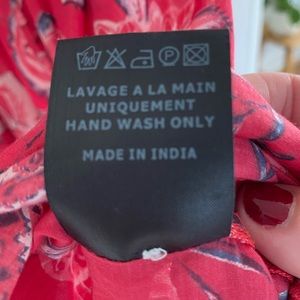 LAVAGE A LA MAIN
UNIQUEMENT
HAND WASH ONLY
MADE IN INDIA